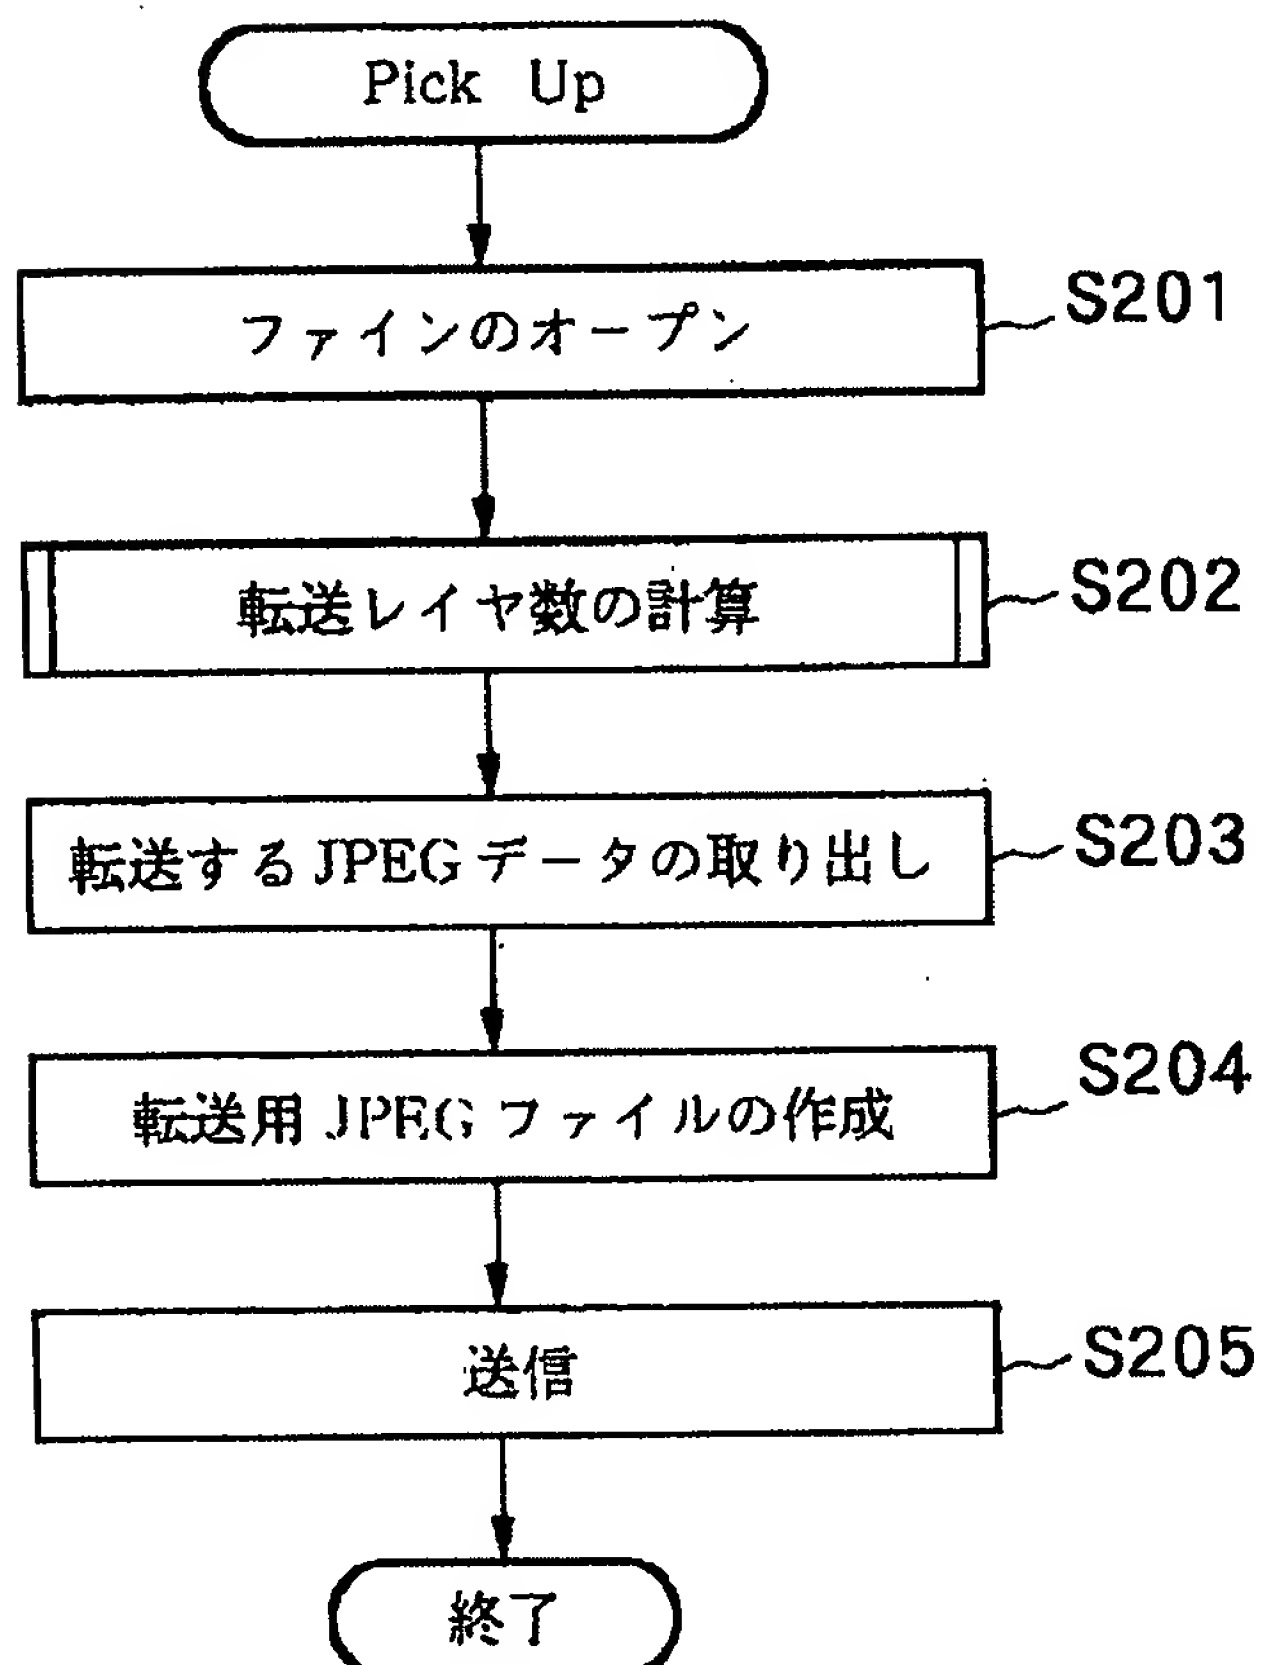 Pick Up
ファインのオープン
S201
転送レイヤ数の計算
S202
転送するJPEGデータの取り出し
S203
転送用JPEGファイルの作成
S204
送信
S205
終了